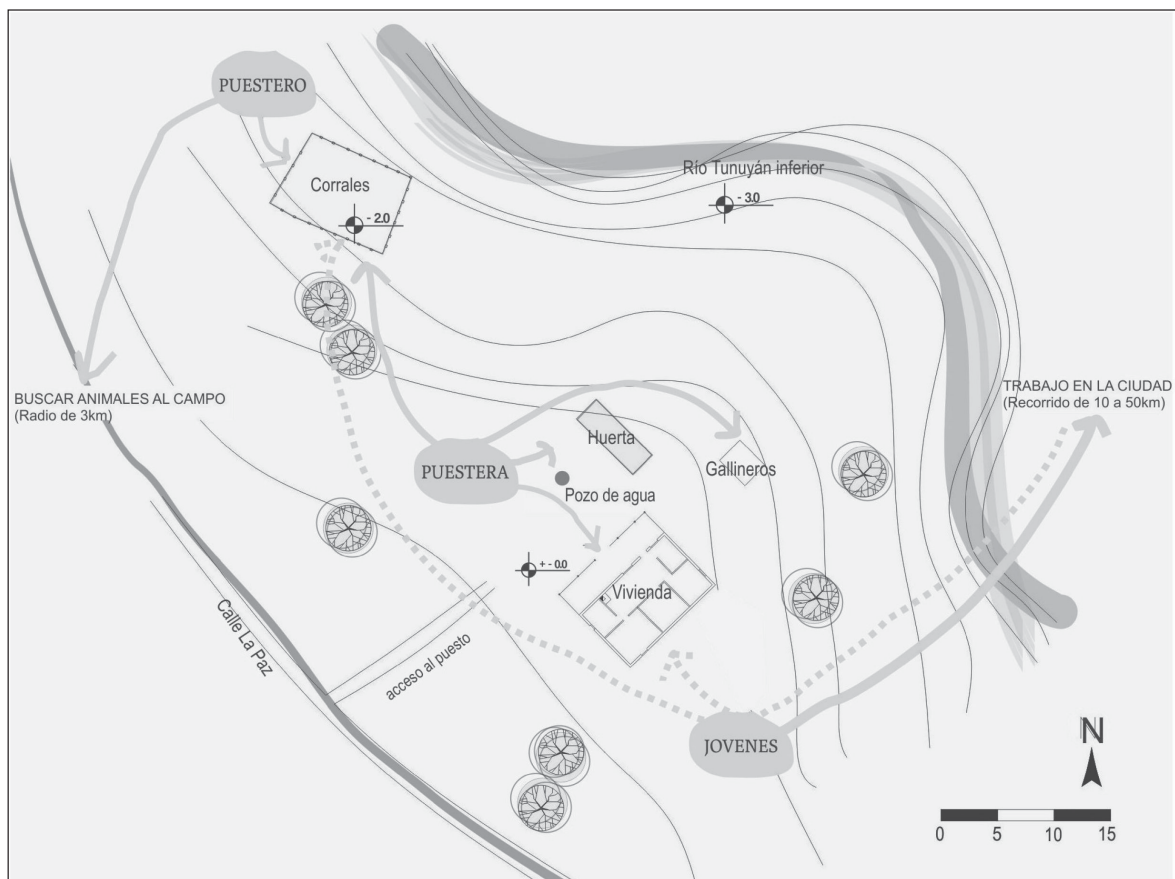 PUESTERO
Río Tunuyán inferior
- 3.0
Corrales
- 2.0
BUSCAR ANIMALES AL CAMPO
(Radio de 3km)
TRABAJO EN LA CIUDAD
(Recorrido de 10 a 50km)
Huerta
PUESTERA
Gallineros
Pozo de agua
+ - 0.0
Vivienda
Calle La Paz
acceso al puesto
JOVENES
N
0 5 10 15